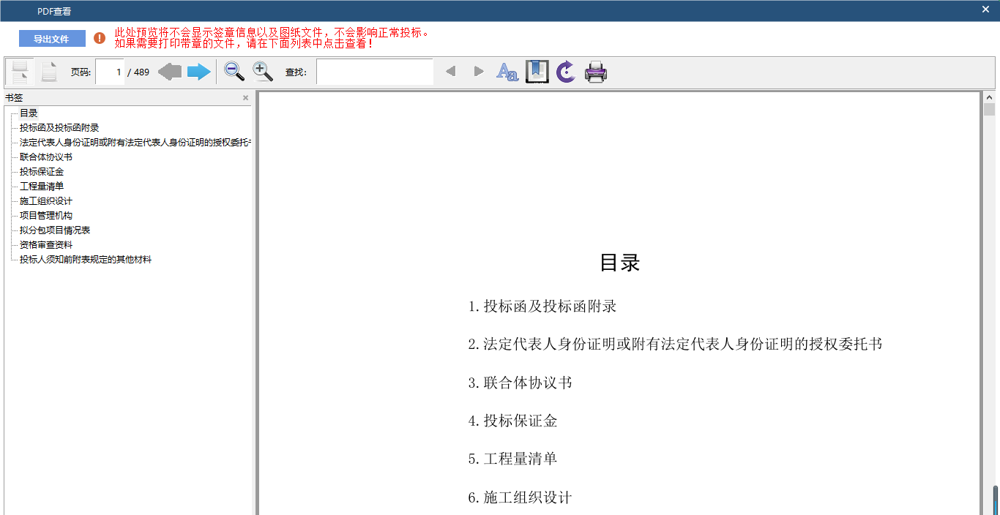 PDF查看
导出文件
此处预览将不会显示签章信息以及图纸文件，不会影响正常投标。
如果需要打印带章的文件，请在下面列表中点击查看！
页码: 1 / 489 查找:
书签
目录
投标函及投标函附录
法定代表人身份证明或附有法定代表人身份证明的授权委托
联合体协议书
投标保证金
工程量清单
施工组织设计
项目管理机构
拟分包项目情况表
资格审查资料
投标人须知前附表规定的其他材料
目录
1.投标函及投标函附录
2.法定代表人身份证明或附有法定代表人身份证明的授权委托书
3.联合体协议书
4.投标保证金
5.工程量清单
6.施工组织设计